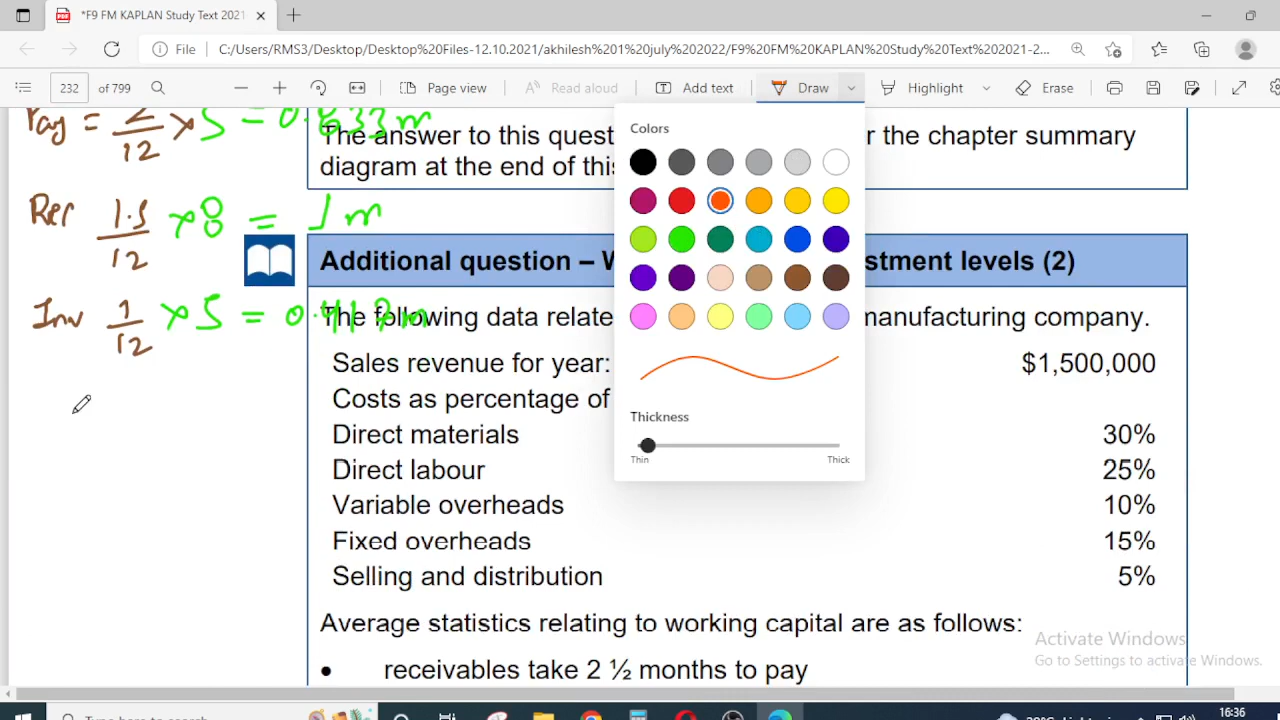 *F9 FM KAPLAN Study Text 2021
File C:/Users/RMS3/Desktop/Desktop%20Files-12.10.2021/akhilesh%201%20july%202022/F9%20FM%20KAPLAN%20Study%20Text%202021-2...
232 of 799 Page view Read aloud Add text Draw Highlight Erase
Pay = 2/12 × 5 = 0.833m
The answer to this quest r the chapter summary
diagram at the end of this
Rer 1.5/12 × 8 = 1m
Additional question – W stment levels (2)
Inv 1/12 × 5 = 0.417m
The following data relate manufacturing company.
Sales revenue for year: $1,500,000
Costs as percentage of
Direct materials 30%
Direct labour 25%
Variable overheads 10%
Fixed overheads 15%
Selling and distribution 5%
Average statistics relating to working capital are as follows:
• receivables take 2 ½ months to pay
Colors
Thickness
Thin Thick
Activate Windows
Go to Settings to activate Windows.
16:36